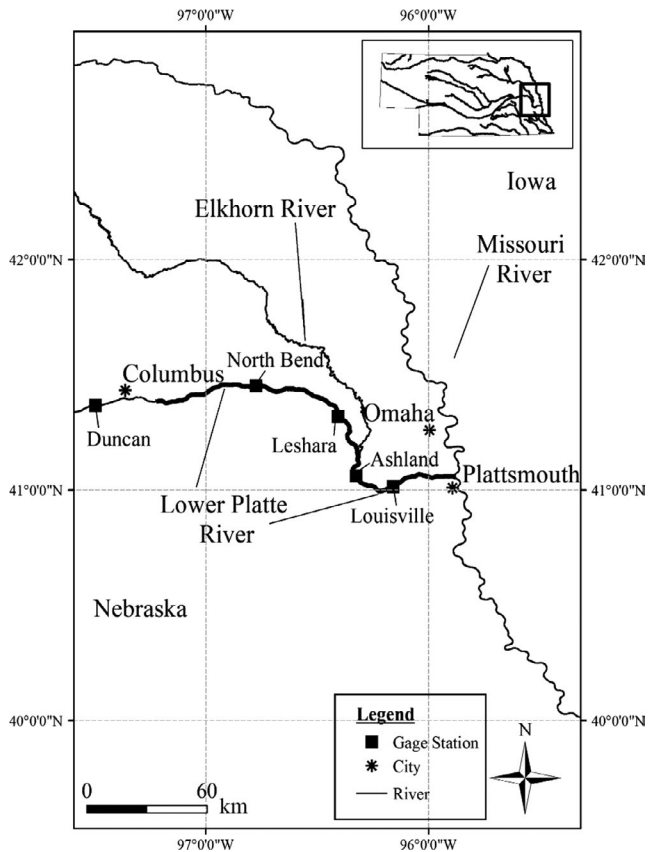 97°0'0"W
96°0'0"W
Iowa
Elkhorn River
Missouri
River
42°0'0"N
42°0'0"N
North Bend
Columbus
Omaha
Duncan
Leshara
Ashland
Plattsmouth
41°0'0"N
41°0'0"N
Lower Platte
River
Louisville
Nebraska
40°0'0"N
40°0'0"N
Legend
Gage Station
City
River
N
0
60
km
97°0'0"W
96°0'0"W